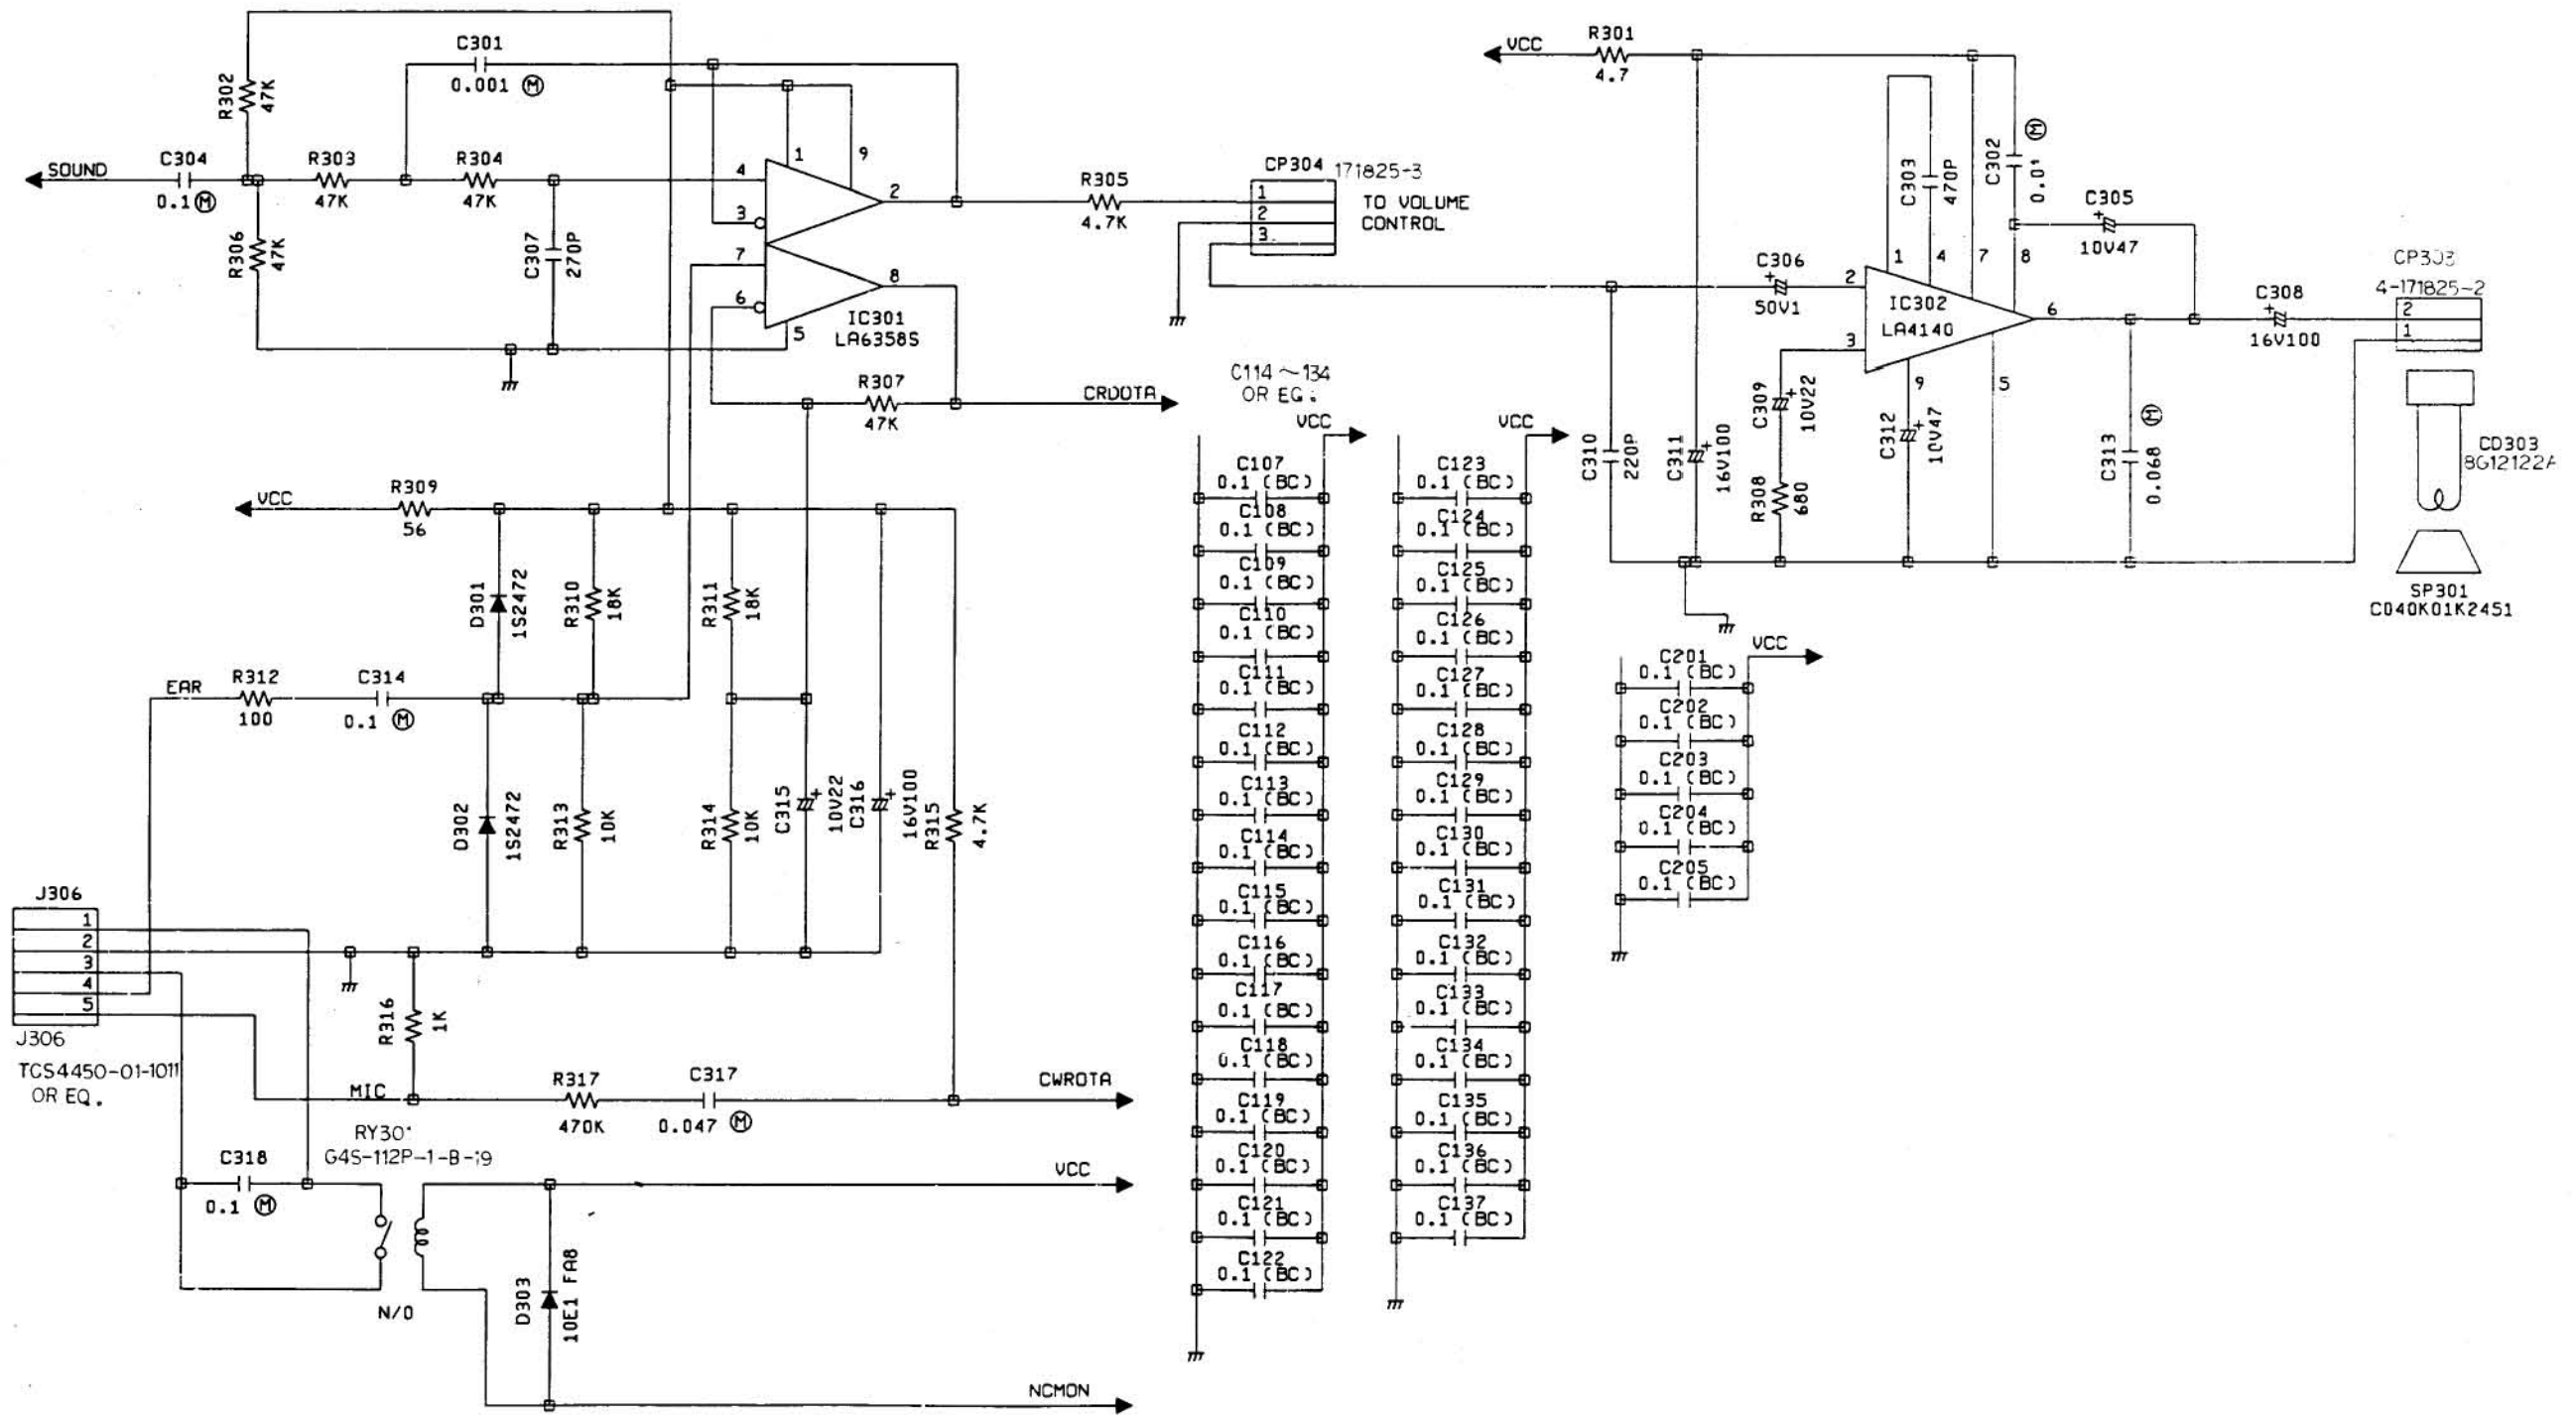 C301
0.001 Ⓜ
R302
47K
SOUND
C304
0.1 Ⓜ
R303
47K
R304
47K
R306
47K
C307
270P
1
9
4
3
2
7
6
8
5
IC301
LA6358S
R305
4.7K
CP304
171825-3
1
2
3
TO VOLUME
CONTROL
R307
47K
CRDOTA
VCC
R301
4.7
C303
470P
C302
Ⓜ
C305
+
10V47
1
4
7
8
C306
+
50V1
2
3
IC302
LA4140
6
9
5
C308
+
16V100
4-171825-2
2
1
C310
220P
C311
+
16V100
C309
+
10V22
R308
680
C312
+
10V47
C313
0.068 Ⓜ
CD303
SP301
C040K01K2451
VCC
R309
56
D301
1S2472
R310
18K
R311
18K
EAR
R312
100
C314
0.1 Ⓜ
D302
1S2472
R313
10K
R314
10K
C315
+
10V22
C316
+
16V100
R315
4.7K
J306
1
2
3
4
5
J306
TCS4450-01-1011
OR EQ.
R316
1K
MIC
R317
470K
C317
0.047 Ⓜ
CWROTA
G4S-112P-1-B-19
C318
0.1 Ⓜ
N/O
VCC
D303
10E1 FA8
NCMON
C114~134
OR EQ.
VCC
C107
0.1 (BC)
C108
0.1 (BC)
C109
0.1 (BC)
C110
0.1 (BC)
C111
0.1 (BC)
C112
0.1 (BC)
C113
0.1 (BC)
C114
0.1 (BC)
C115
0.1 (BC)
C116
0.1 (BC)
C117
0.1 (BC)
C118
0.1 (BC)
C119
0.1 (BC)
C120
0.1 (BC)
C121
0.1 (BC)
C122
0.1 (BC)
VCC
C123
0.1 (BC)
C124
0.1 (BC)
C125
0.1 (BC)
C126
0.1 (BC)
C127
0.1 (BC)
C128
0.1 (BC)
C129
0.1 (BC)
C130
0.1 (BC)
C131
0.1 (BC)
C132
0.1 (BC)
C133
0.1 (BC)
C134
0.1 (BC)
C135
0.1 (BC)
C136
0.1 (BC)
C137
0.1 (BC)
VCC
C201
0.1 (BC)
C202
0.1 (BC)
C203
0.1 (BC)
C204
0.1 (BC)
C205
0.1 (BC)